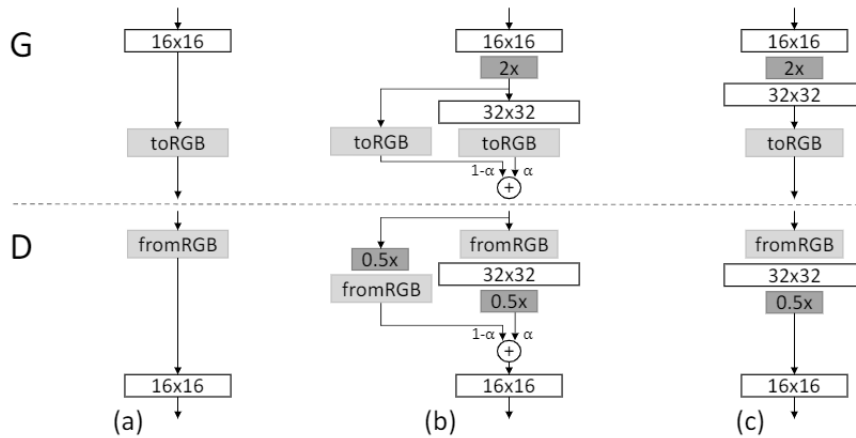 G
16x16
toRGB
16x16
2x
32x32
toRGB
toRGB
1-α
α
+
16x16
2x
32x32
toRGB
D
fromRGB
16x16
0.5x
fromRGB
fromRGB
32x32
0.5x
1-α
α
+
16x16
fromRGB
32x32
0.5x
16x16
(a)
(b)
(c)